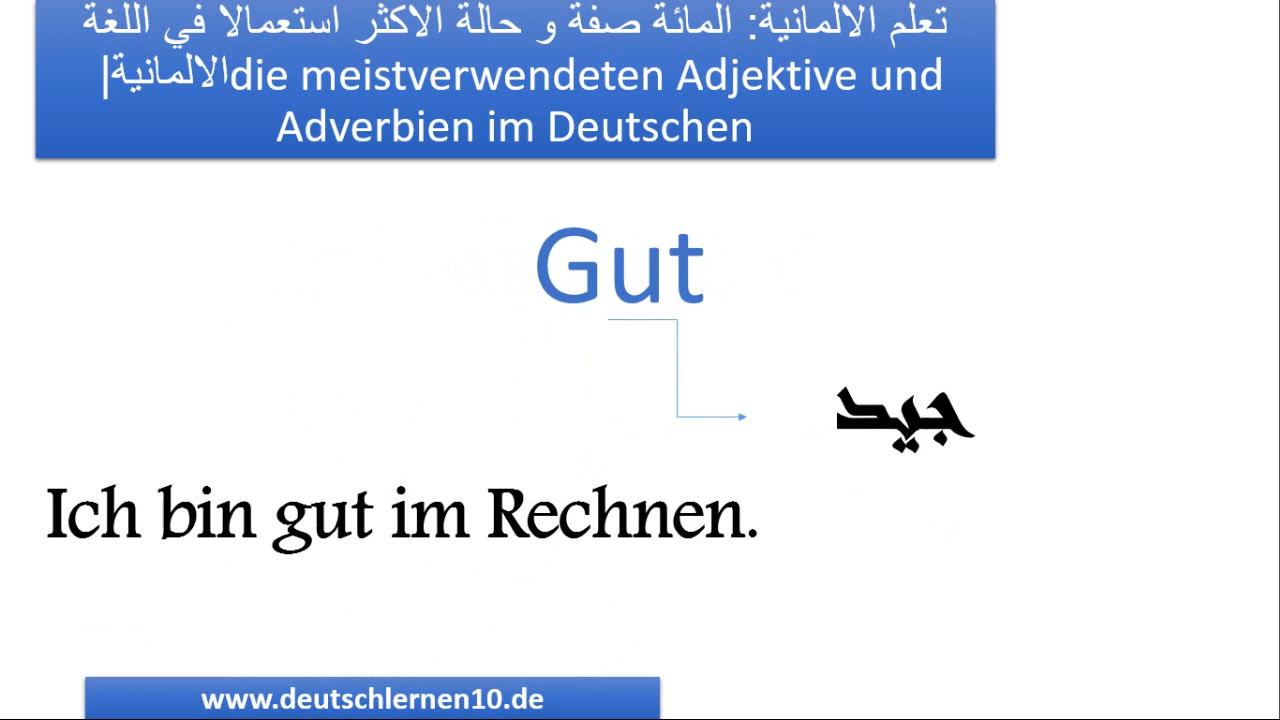 تعلم الالمانية: المائة صفة و حالة الاكثر استعمالا في اللغة
الالمانية|die meistverwendeten Adjektive und
Adverbien im Deutschen
Gut
جيد
Ich bin gut im Rechnen.
www.deutschlernen10.de